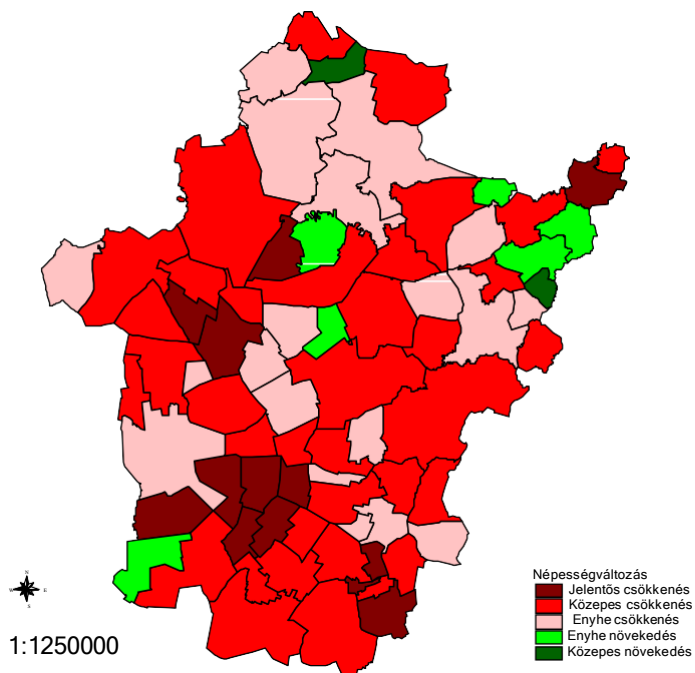 Népességváltozás
Jelentős csökkenés
Közepes csökkenés
Enyhe csökkenés
Enyhe növekedés
Közepes növekedés
N
W E
S
1:1250000